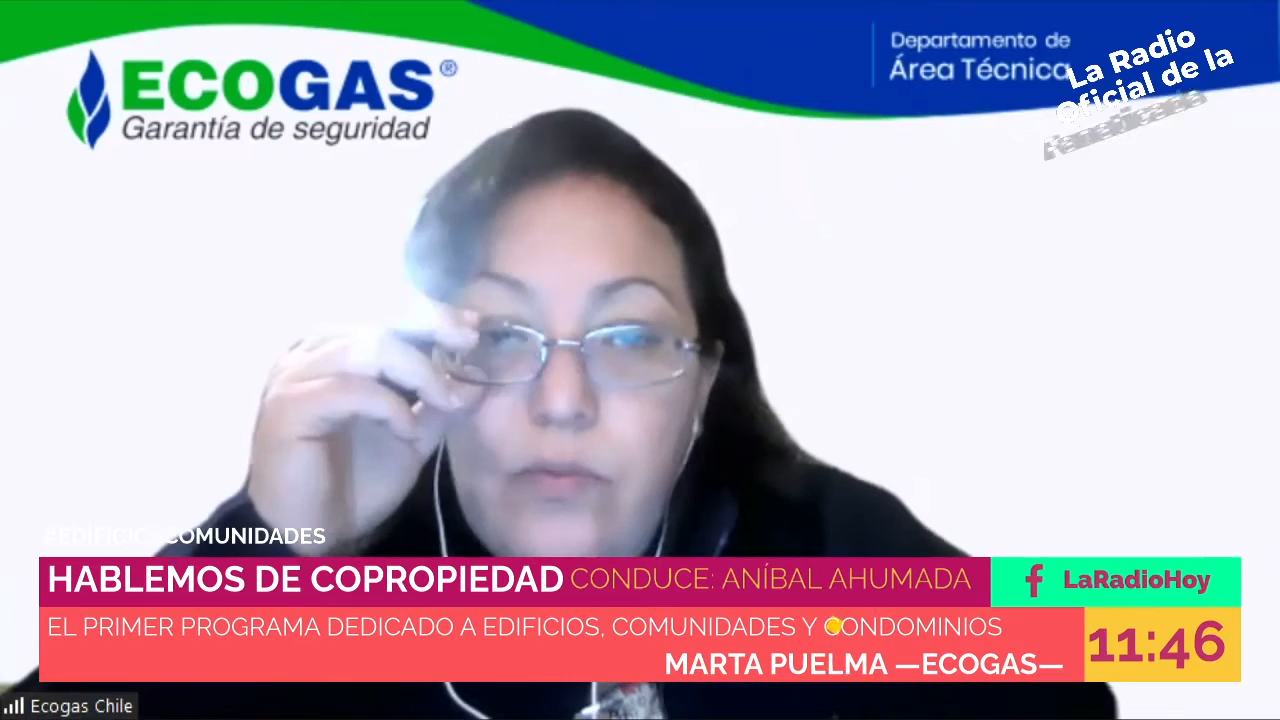 ECOGAS®
Garantía de seguridad
Departamento de
Área Técnica
La Radio
Oficial de la
COMUNIDADES
HABLEMOS DE COPROPIEDAD CONDUCE: ANÍBAL AHUMADA
LaRadioHoy
EL PRIMER PROGRAMA DEDICADO A EDIFICIOS, COMUNIDADES Y CONDOMINIOS
MARTA PUELMA —ECOGAS—
11:46
Ecogas Chile